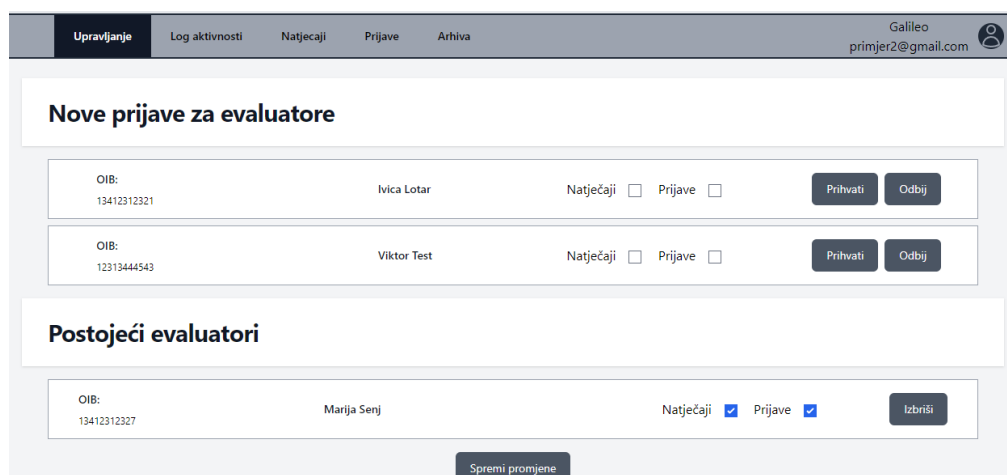 Upravljanje Log aktivnosti Natjecaji Prijave Arhiva
Galileo
primjer2@gmail.com
Nove prijave za evaluatore
OIB:
13412312321
Ivica Lotar
Natječaji Prijave
Prihvati Odbij
OIB:
12313444543
Viktor Test
Natječaji Prijave
Prihvati Odbij
Postojeći evaluatori
OIB:
13412312327
Marija Senj
Natječaji Prijave
Izbriši
Spremi promjene